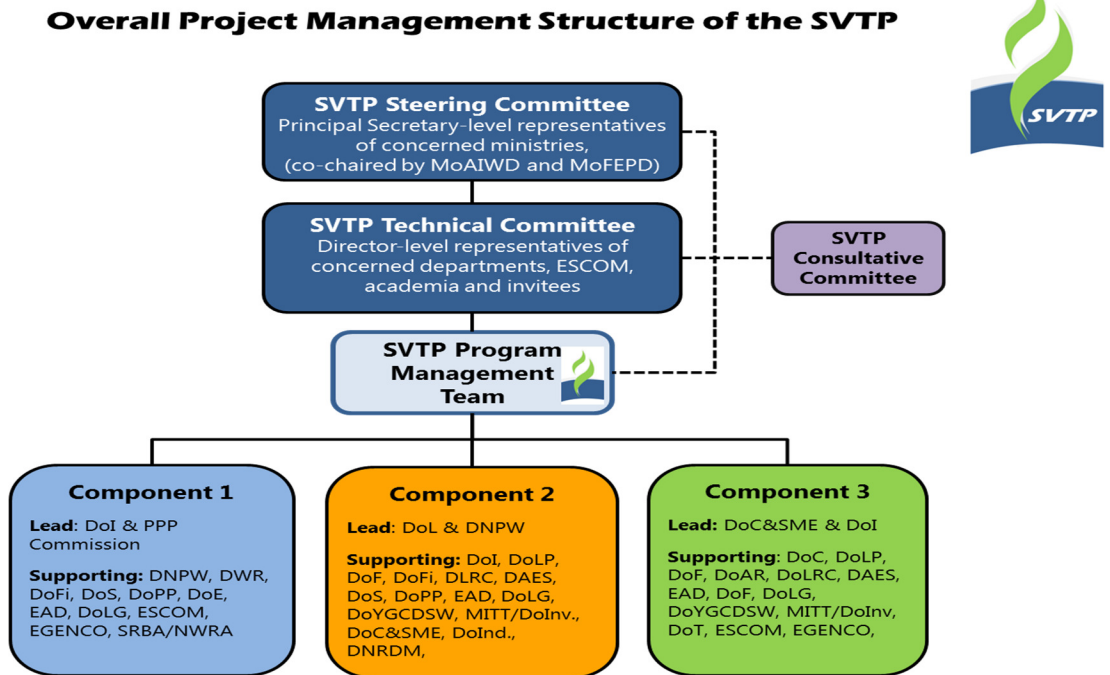 Overall Project Management Structure of the SVTP
SVTP
SVTP Steering Committee
Principal Secretary-level representatives
of concerned ministries,
(co-chaired by MoAIWD and MoFEPD)
SVTP Technical Committee
Director-level representatives of
concerned departments, ESCOM,
academia and invitees
SVTP
Consultative
Committee
SVTP Program
Management
Team
Component 1
Lead: DoI & PPP
Commission
Supporting: DNPW, DWR,
DoFi, DoS, DoPP, DoE,
EAD, DoLG, ESCOM,
EGENCO, SRBA/NWRA
Component 2
Lead: DoL & DNPW
Supporting: DoI, DoLP,
DoF, DoFi, DLRC, DAES,
DoS, DoPP, EAD, DoLG,
DoYGCDSW, MITT/DoInv.,
DoC&SME, DoInd.,
DNRDM,
Component 3
Lead: DoC&SME & DoI
Supporting: DoC, DoLP,
DoF, DoAR, DoLRC, DAES,
EAD, DoF, DoLG,
DoYGCDSW, MITT/DoInv,
DoT, ESCOM, EGENCO,